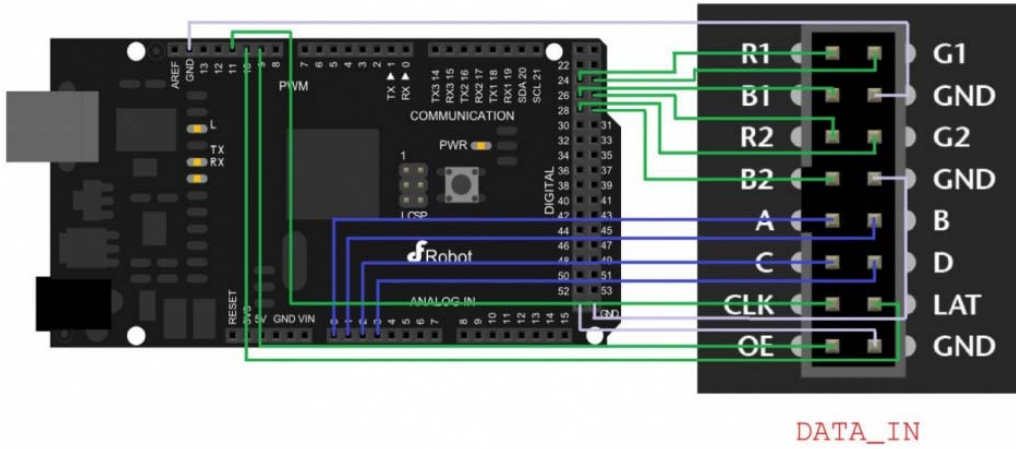 AREF
GND
13
12
11
10
9
8
7
6
5
4
3
2
TX ▶ 1
RX ▶ 0
TX3 14
RX3 15
TX2 16
RX2 17
TX1 18
RX1 19
SDA 20
SCL 21
PWM
COMMUNICATION
L
TX
RX
PWR
1
ICSP
DIGITAL
22
24
26
28
30 31
32 33
34 35
36 37
38 39
40 41
42 43
44 45
46 47
48 49
50 51
52 53
GND
DFRobot
ANALOG IN
RESET
3V3
5V
GND VIN
0
1
2
3
4
5
6
7
8
9
10
11
12
13
14
15
R1 G1
B1 GND
R2 G2
B2 GND
A B
C D
CLK LAT
OE GND
DATA_IN